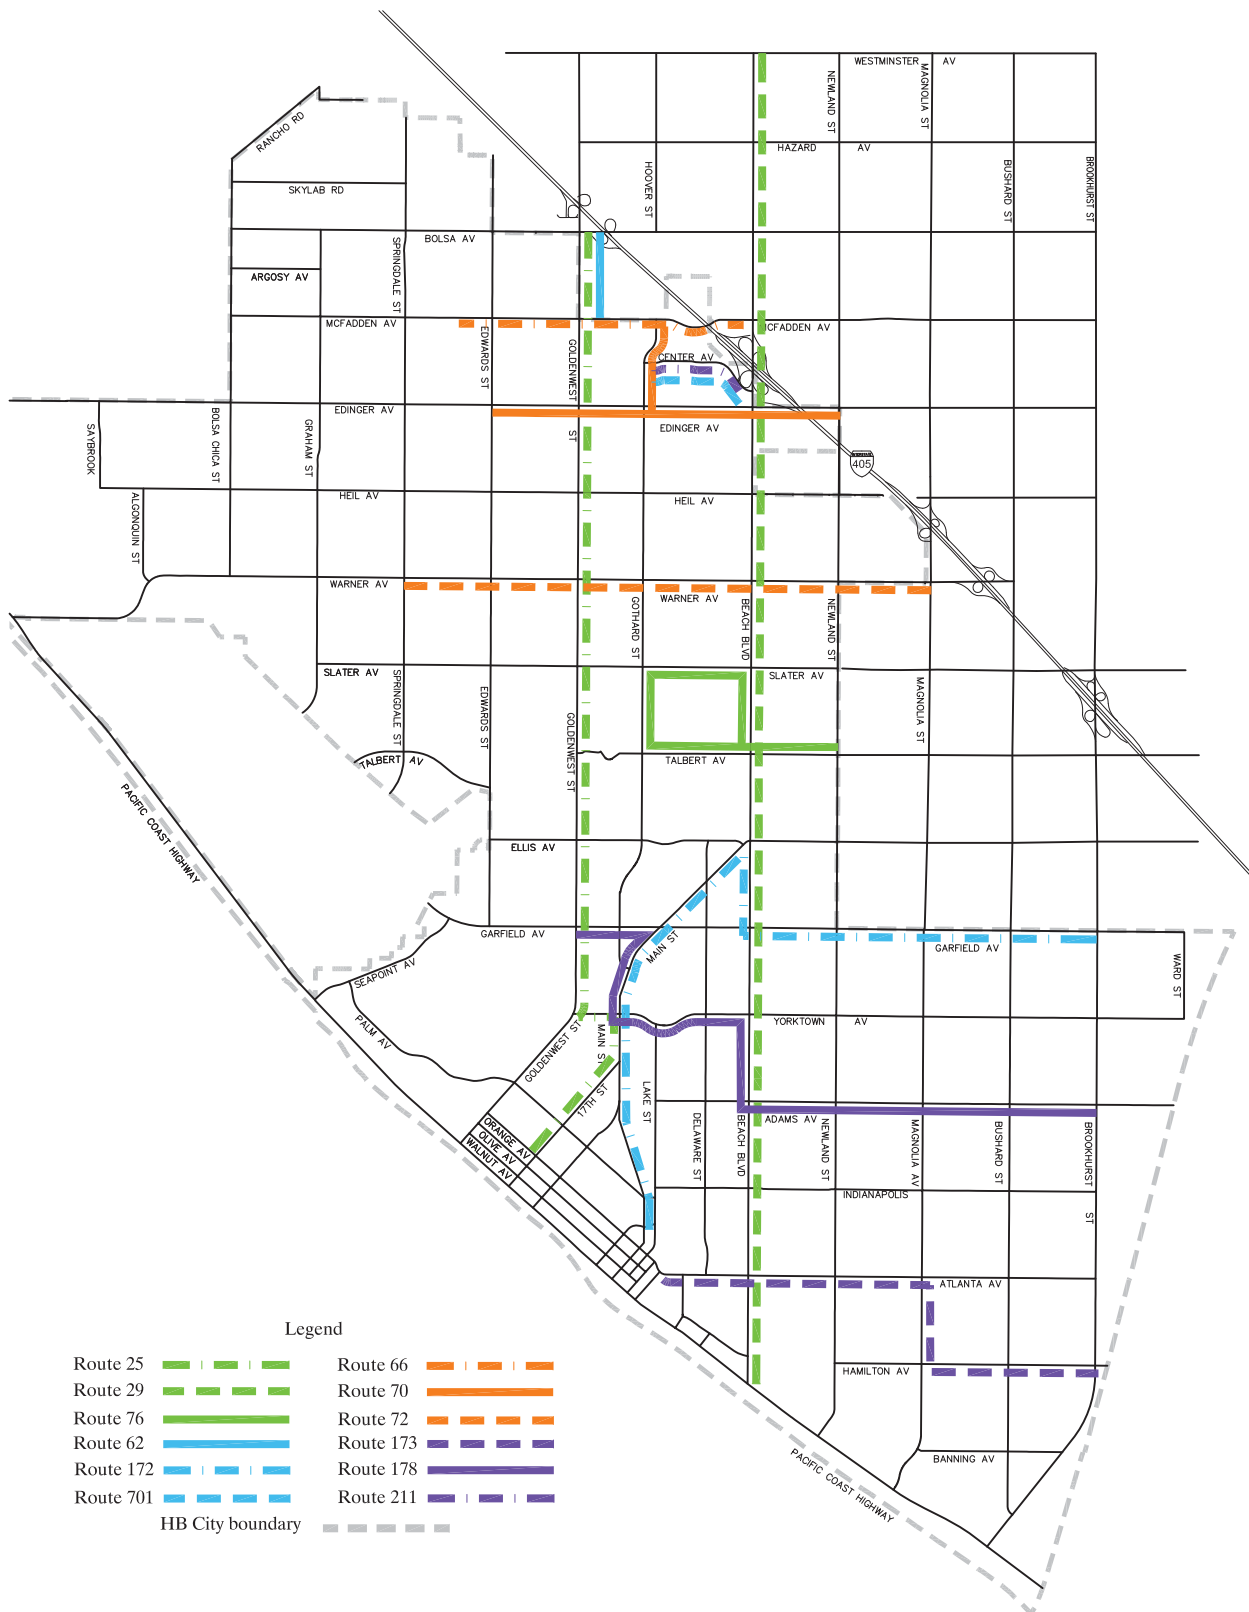 WESTMINSTER AV
NEWLAND ST
MAGNOLIA ST
RANCHO RD
HAZARD AV
HOOVER ST
BUSHARD ST
BROOKHURST ST
SKYLAB RD
BOLSA AV
SPRINGDALE ST
ARGOSY AV
MCFADDEN AV
EDWARDS ST
GOLDENWEST ST
MCFADDEN AV
CENTER AV
EDINGER AV
EDINGER AV
SAYBROOK
BOLSA CHICA ST
GRAHAM ST
405
HEIL AV
HEIL AV
ALGONQUIN ST
WARNER AV
WARNER AV
GOTHARD ST
BEACH BLVD
NEWLAND ST
SLATER AV
SLATER AV
SPRINGDALE ST
EDWARDS ST
GOLDENWEST ST
MAGNOLIA ST
TALBERT AV
TALBERT AV
PACIFIC COAST HIGHWAY
ELLIS AV
GARFIELD AV
MAIN ST
GARFIELD AV
WARD ST
SEAPOINT AV
PALM AV
GOLDENWEST ST
MAIN ST
YORKTOWN AV
17TH ST
LAKE ST
ORANGE AV
OLIVE AV
WALNUT AV
DELAWARE ST
BEACH BLVD
ADAMS AV
NEWLAND ST
MAGNOLIA AV
BUSHARD ST
BROOKHURST ST
INDIANAPOLIS
ATLANTA AV
HAMILTON AV
BANNING AV
PACIFIC COAST HIGHWAY
Legend
Route 25
Route 29
Route 76
Route 62
Route 172
Route 701
Route 66
Route 70
Route 72
Route 173
Route 178
Route 211
HB City boundary